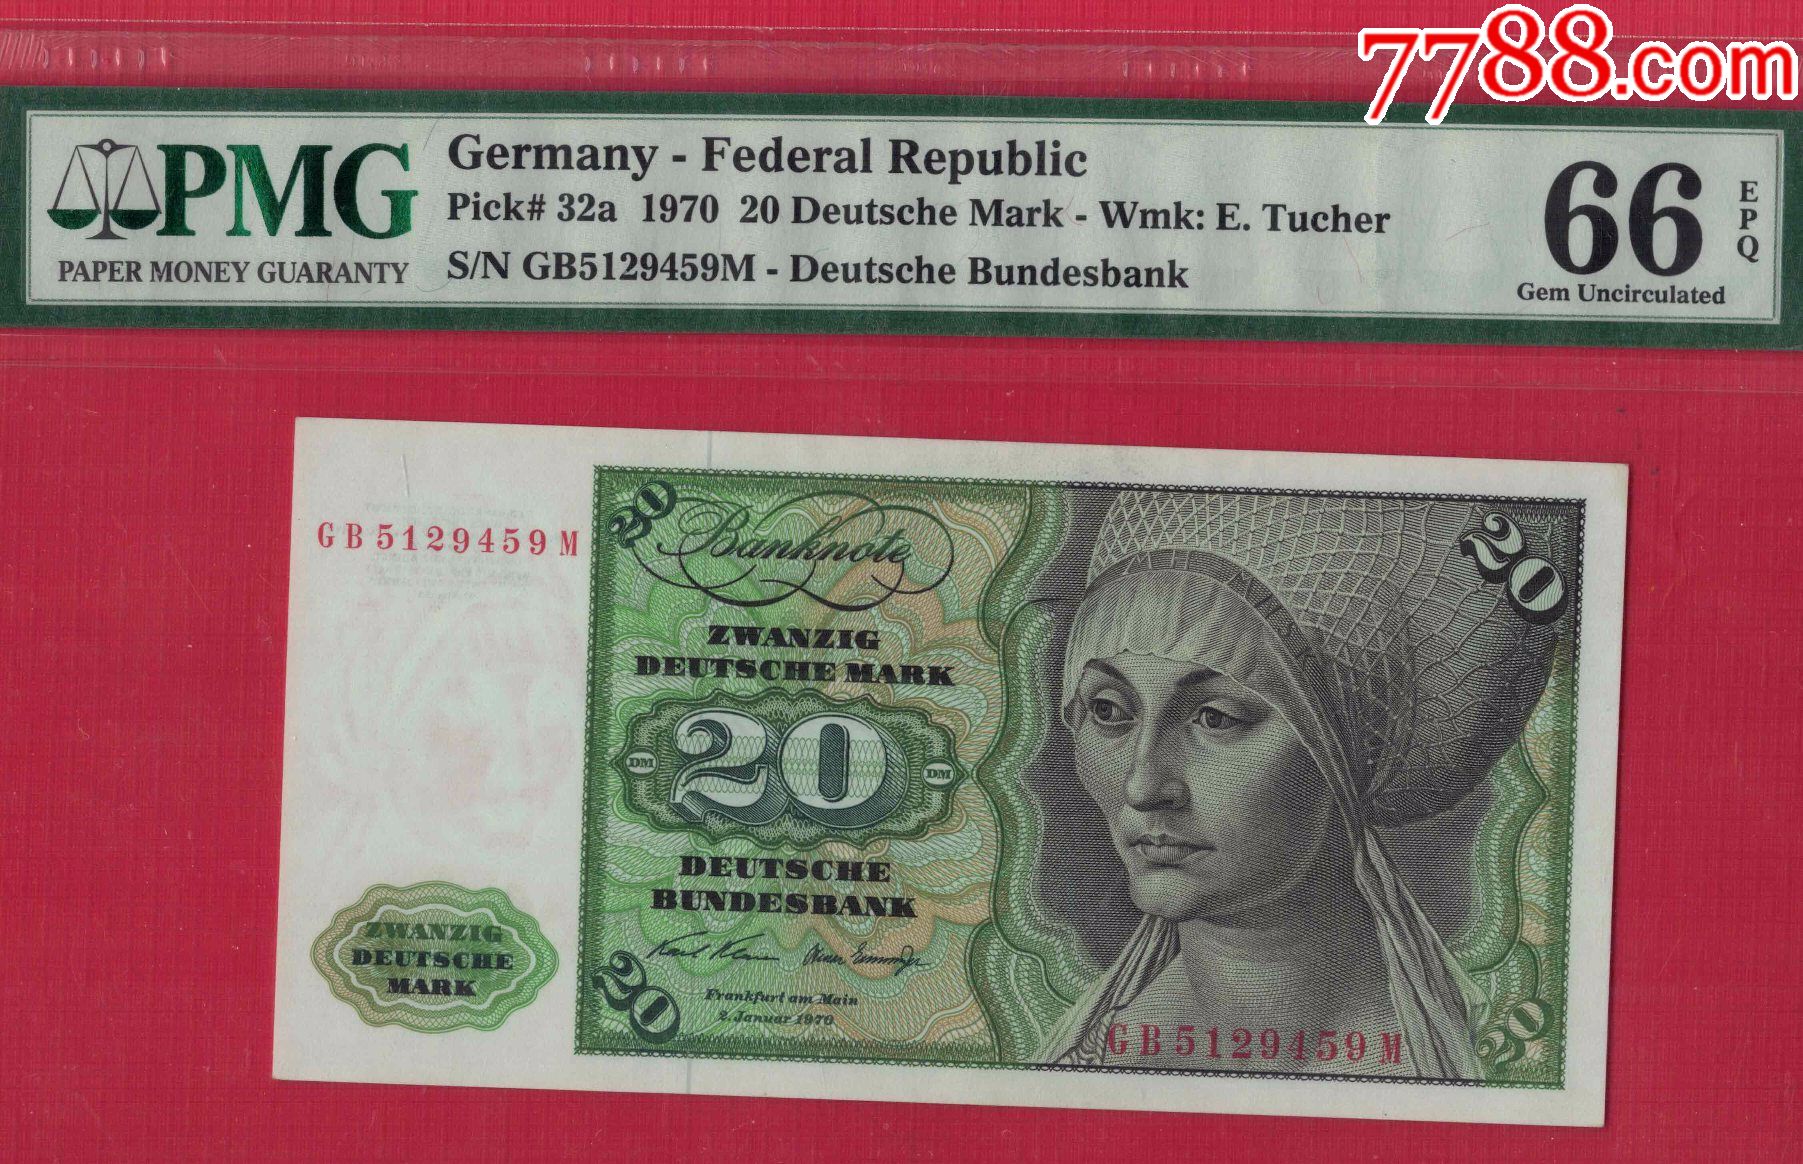 7788.com
PMG
PAPER MONEY GUARANTY
Germany - Federal Republic
Pick# 32a 1970 20 Deutsche Mark - Wmk: E. Tucher
S/N GB5129459M - Deutsche Bundesbank
66
EPQ
Gem Uncirculated
GB5129459M
20
Banknote
20
ZWANZIG
DEUTSCHE MARK
DM 20 DM
DEUTSCHE
BUNDESBANK
ZWANZIG
DEUTSCHE
MARK
20
Frankfurt am Main
2. Januar 1970
GB5129459M
20